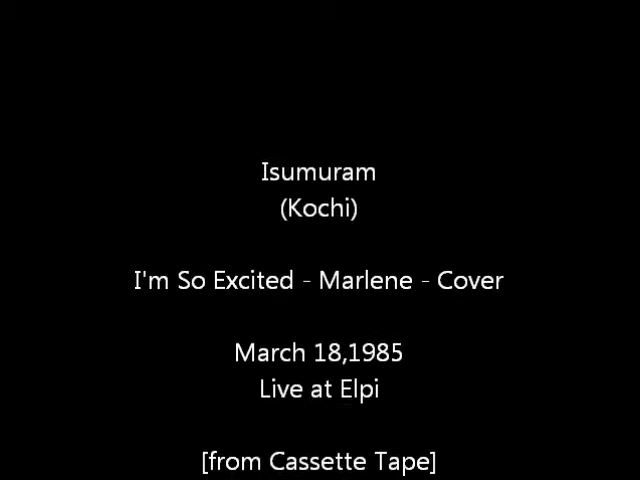 Isumuram
(Kochi)
I'm So Excited - Marlene - Cover
March 18,1985
Live at Elpi
[from Cassette Tape]